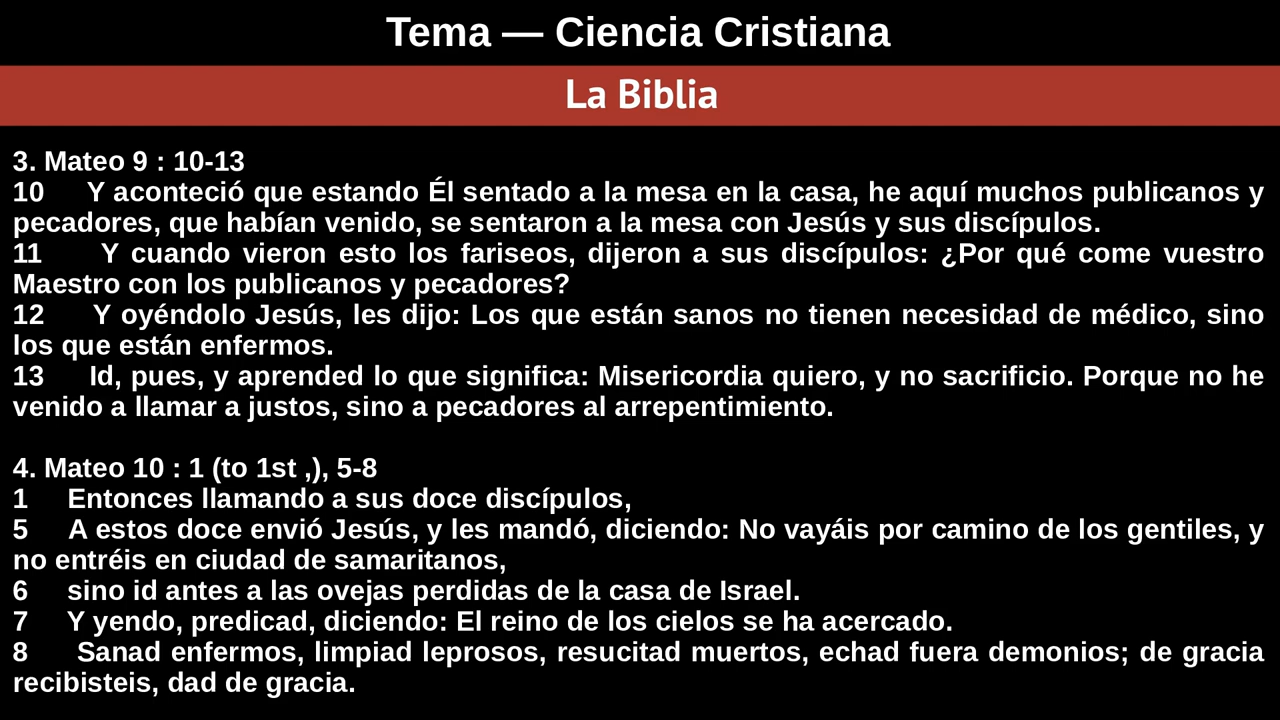 Tema — Ciencia Cristiana
La Biblia
3. Mateo 9 : 10-13
10 Y aconteció que estando Él sentado a la mesa en la casa, he aquí muchos publicanos y
pecadores, que habían venido, se sentaron a la mesa con Jesús y sus discípulos.
11 Y cuando vieron esto los fariseos, dijeron a sus discípulos: ¿Por qué come vuestro
Maestro con los publicanos y pecadores?
12 Y oyéndolo Jesús, les dijo: Los que están sanos no tienen necesidad de médico, sino
los que están enfermos.
13 Id, pues, y aprended lo que significa: Misericordia quiero, y no sacrificio. Porque no he
venido a llamar a justos, sino a pecadores al arrepentimiento.
4. Mateo 10 : 1 (to 1st ,), 5-8
1 Entonces llamando a sus doce discípulos,
5 A estos doce envió Jesús, y les mandó, diciendo: No vayáis por camino de los gentiles, y
no entréis en ciudad de samaritanos,
6 sino id antes a las ovejas perdidas de la casa de Israel.
7 Y yendo, predicad, diciendo: El reino de los cielos se ha acercado.
8 Sanad enfermos, limpiad leprosos, resucitad muertos, echad fuera demonios; de gracia
recibisteis, dad de gracia.